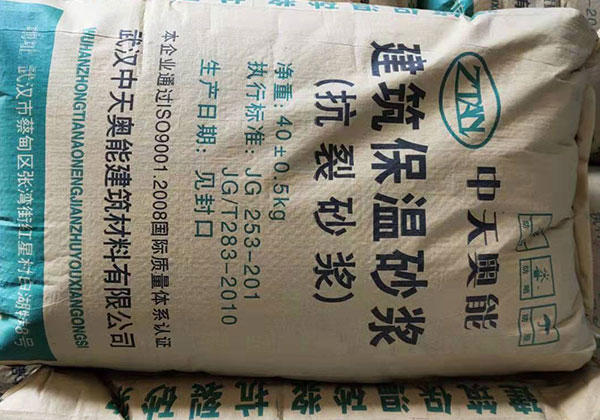 ZTAN
中天奥能
建筑保温砂浆
(抗裂砂浆)
净重: 40±0.5kg
执行标准: JG 253-201
JG/T283-2010
生产日期: 见封口
本企业通过ISO9001.2008国际质量体系认证
武汉中天奥能建筑材料有限公司
WUHANZHONGTIANAONENGJIANZHUYOUXIANGONGSI
武汉市蔡甸区张湾街红星村